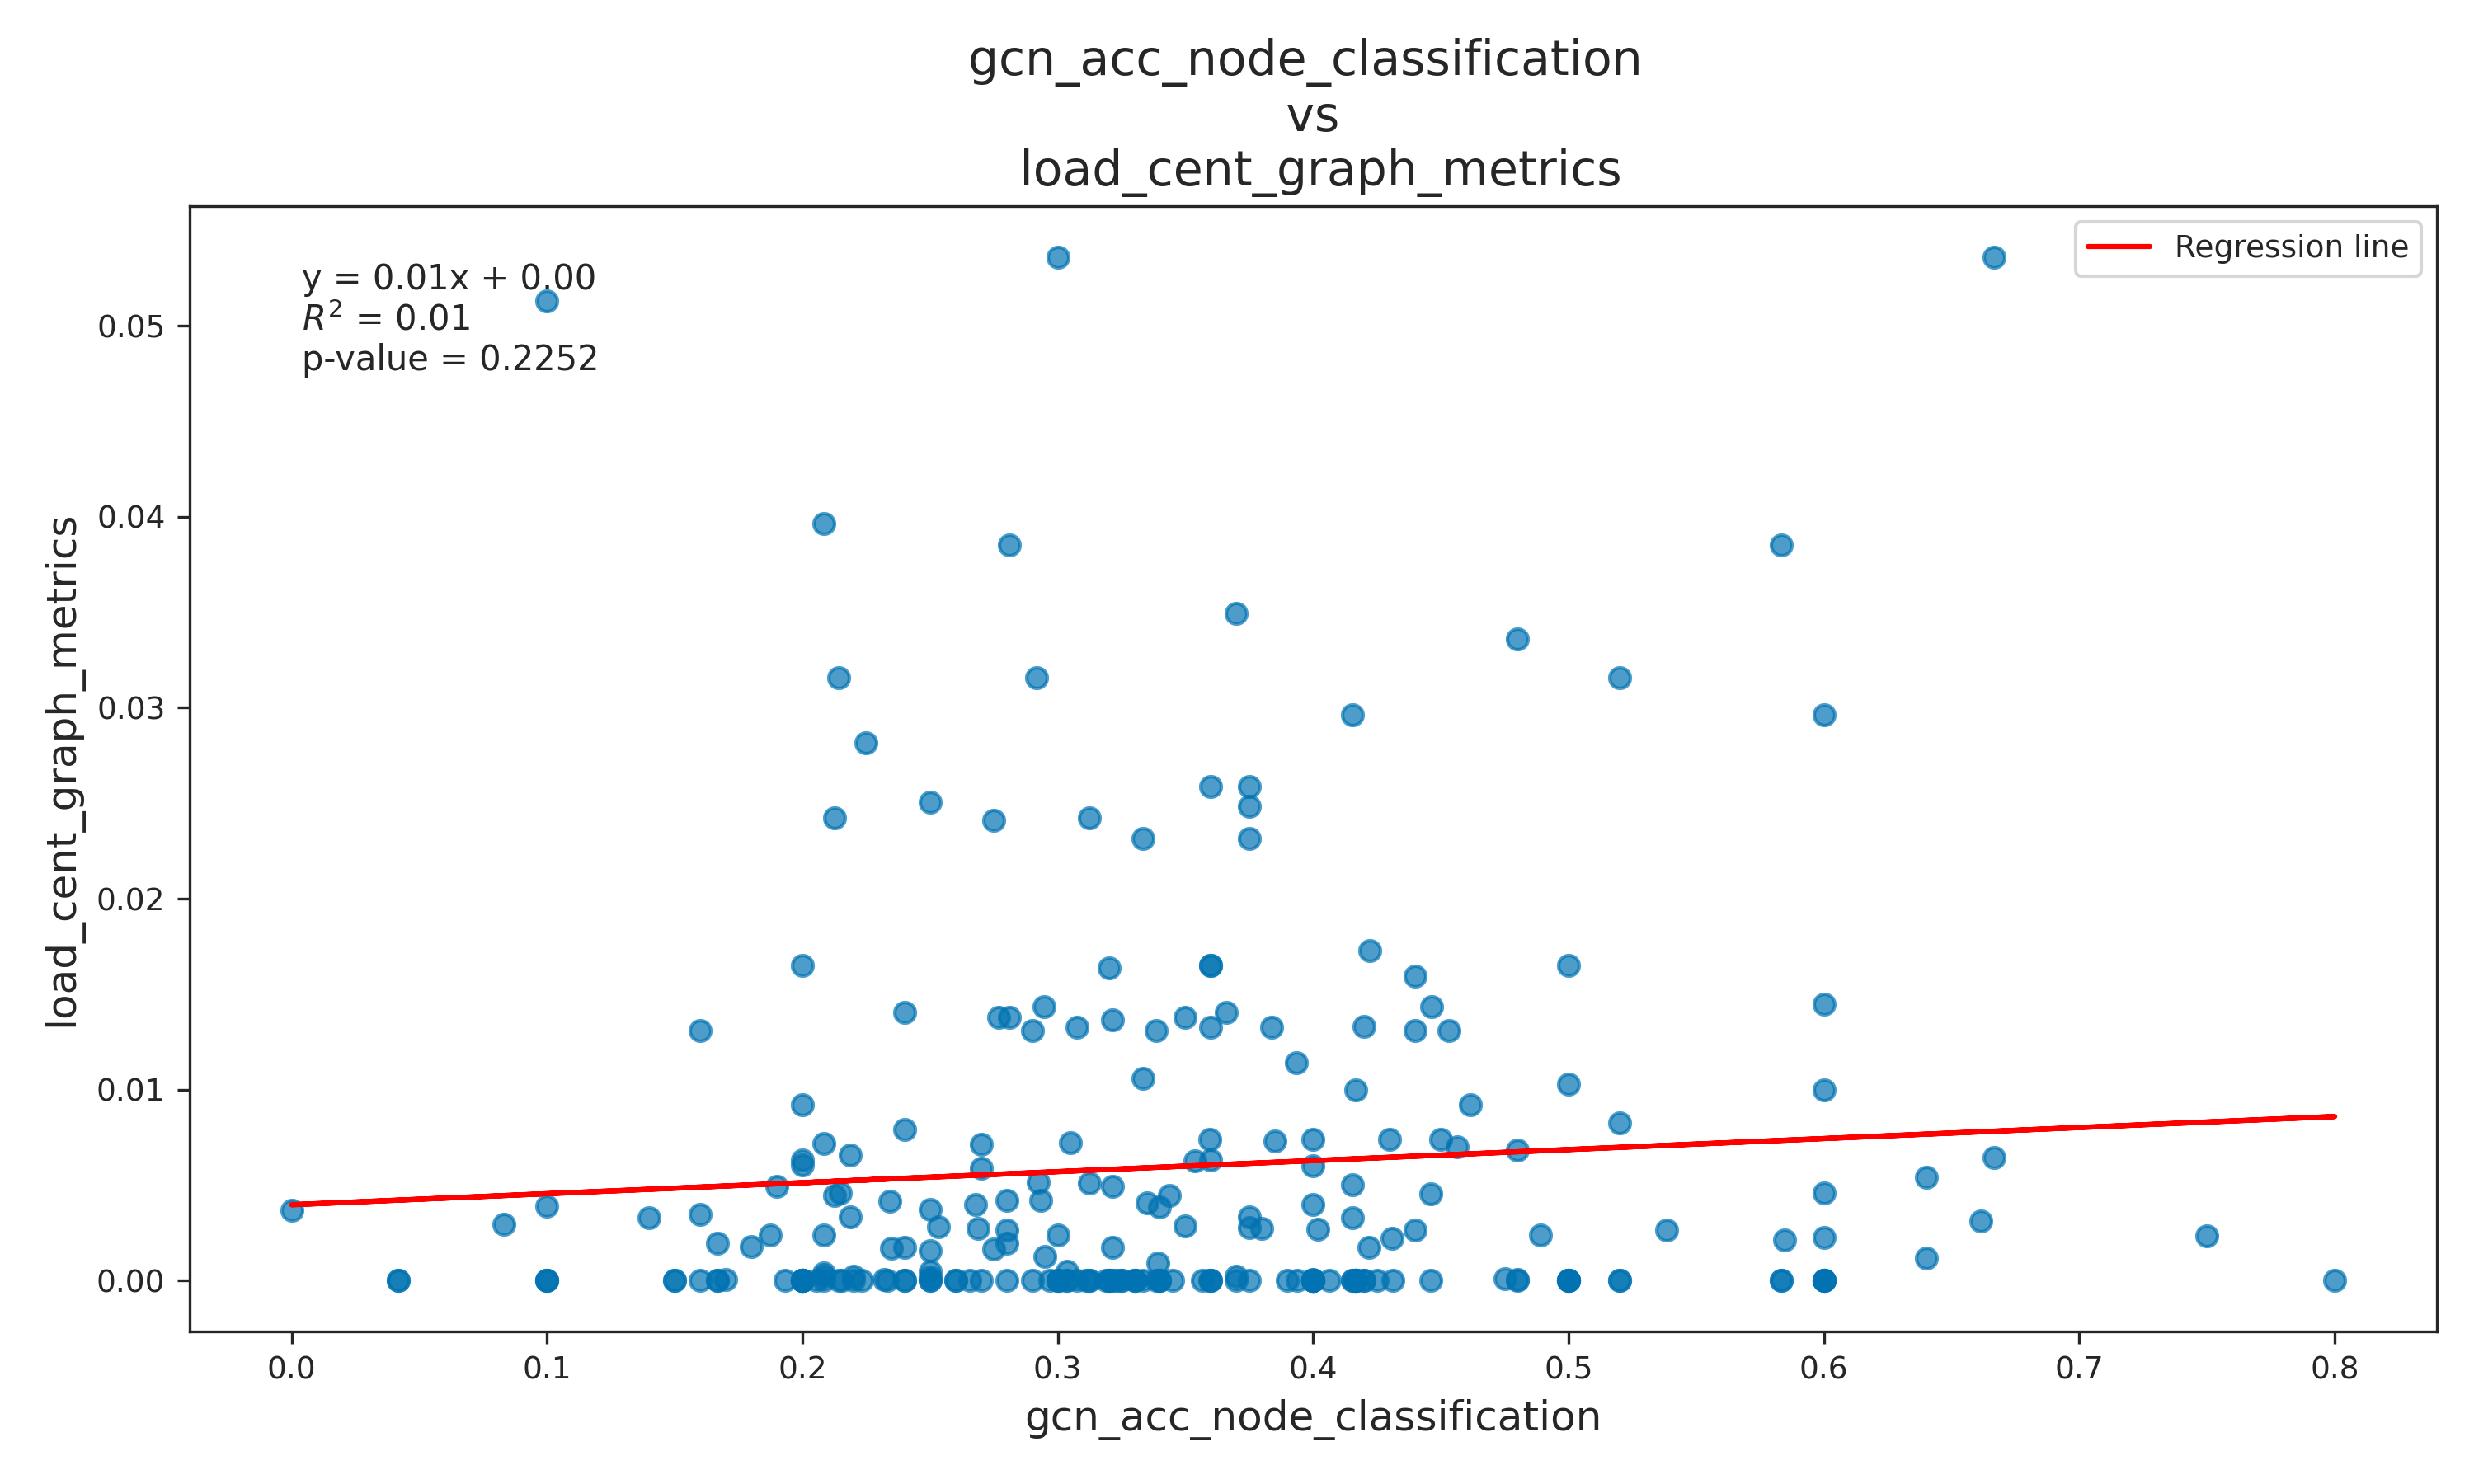 gcn_acc_node_classification
vs
load_cent_graph_metrics
Regression line
y = 0.01x + 0.00
R² = 0.01
p-value = 0.2252
load_cent_graph_metrics
0.05
0.04
0.03
0.02
0.01
0.00
0.0 0.1 0.2 0.3 0.4 0.5 0.6 0.7 0.8
gcn_acc_node_classification